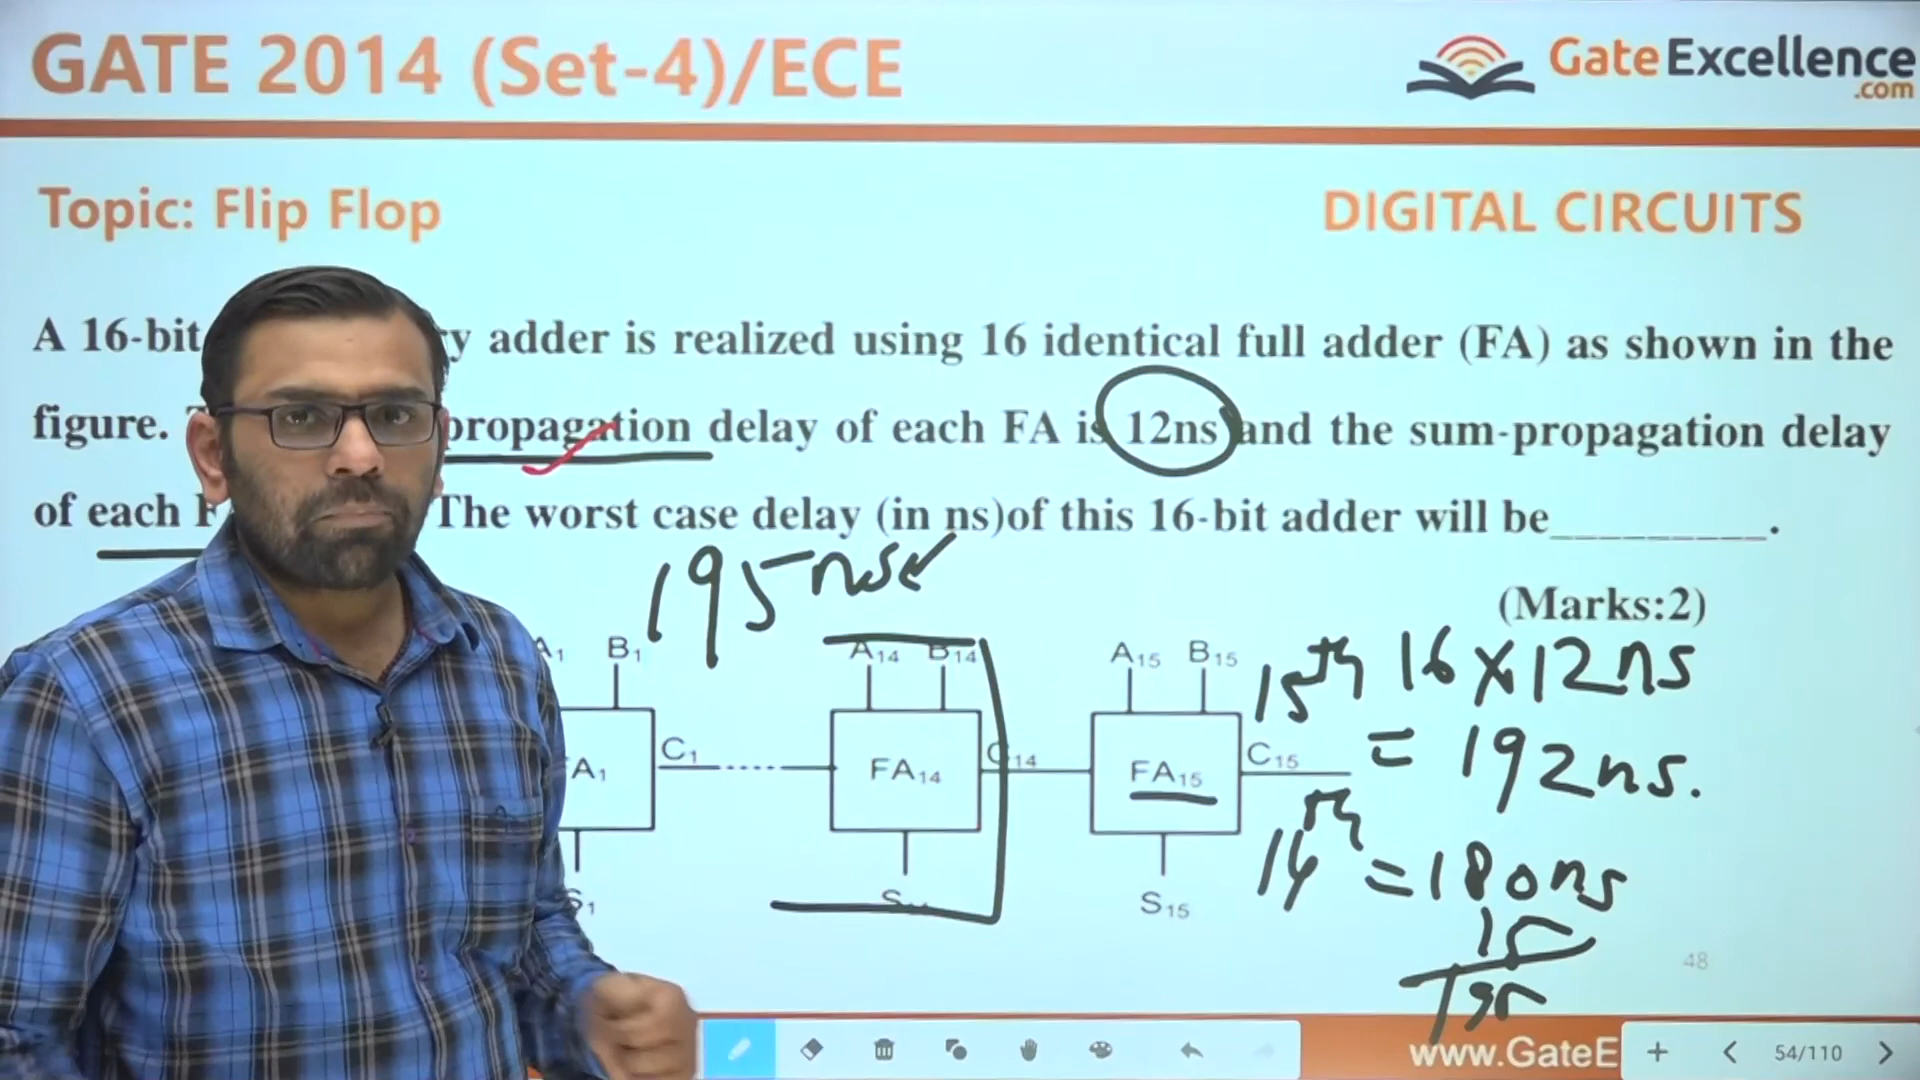 GATE 2014 (Set-4)/ECE
GateExcellence
.com
Topic: Flip Flop
DIGITAL CIRCUITS
A 16-bit y adder is realized using 16 identical full adder (FA) as shown in the
figure. propagation delay of each FA is 12ns and the sum-propagation delay
of each F The worst case delay (in ns)of this 16-bit adder will be_________.
195 nse
(Marks:2)
A1 B1 A14 B14 A15 B15
15th 16 X 12ns
= 192ns.
A1 C1 FA14 C14 FA15 C15
14th = 180ns
15
195
S1 S15
48
www.GateE
54/110